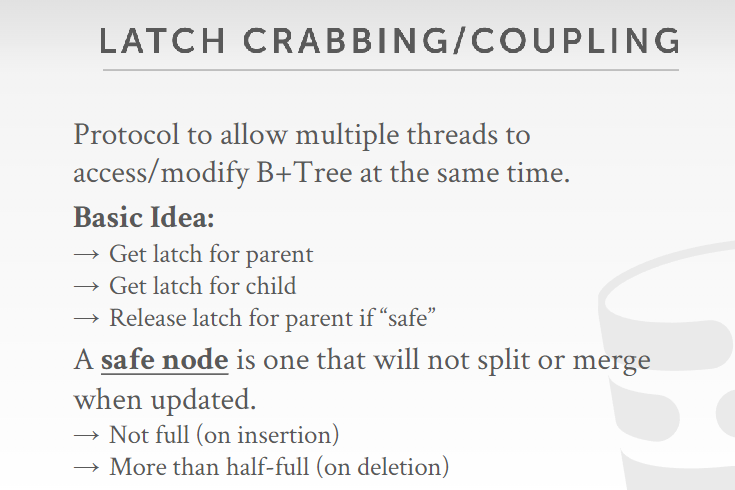 LATCH CRABBING/COUPLING
Protocol to allow multiple threads to
access/modify B+Tree at the same time.
Basic Idea:
→ Get latch for parent
→ Get latch for child
→ Release latch for parent if “safe”
A safe node is one that will not split or merge
when updated.
→ Not full (on insertion)
→ More than half-full (on deletion)